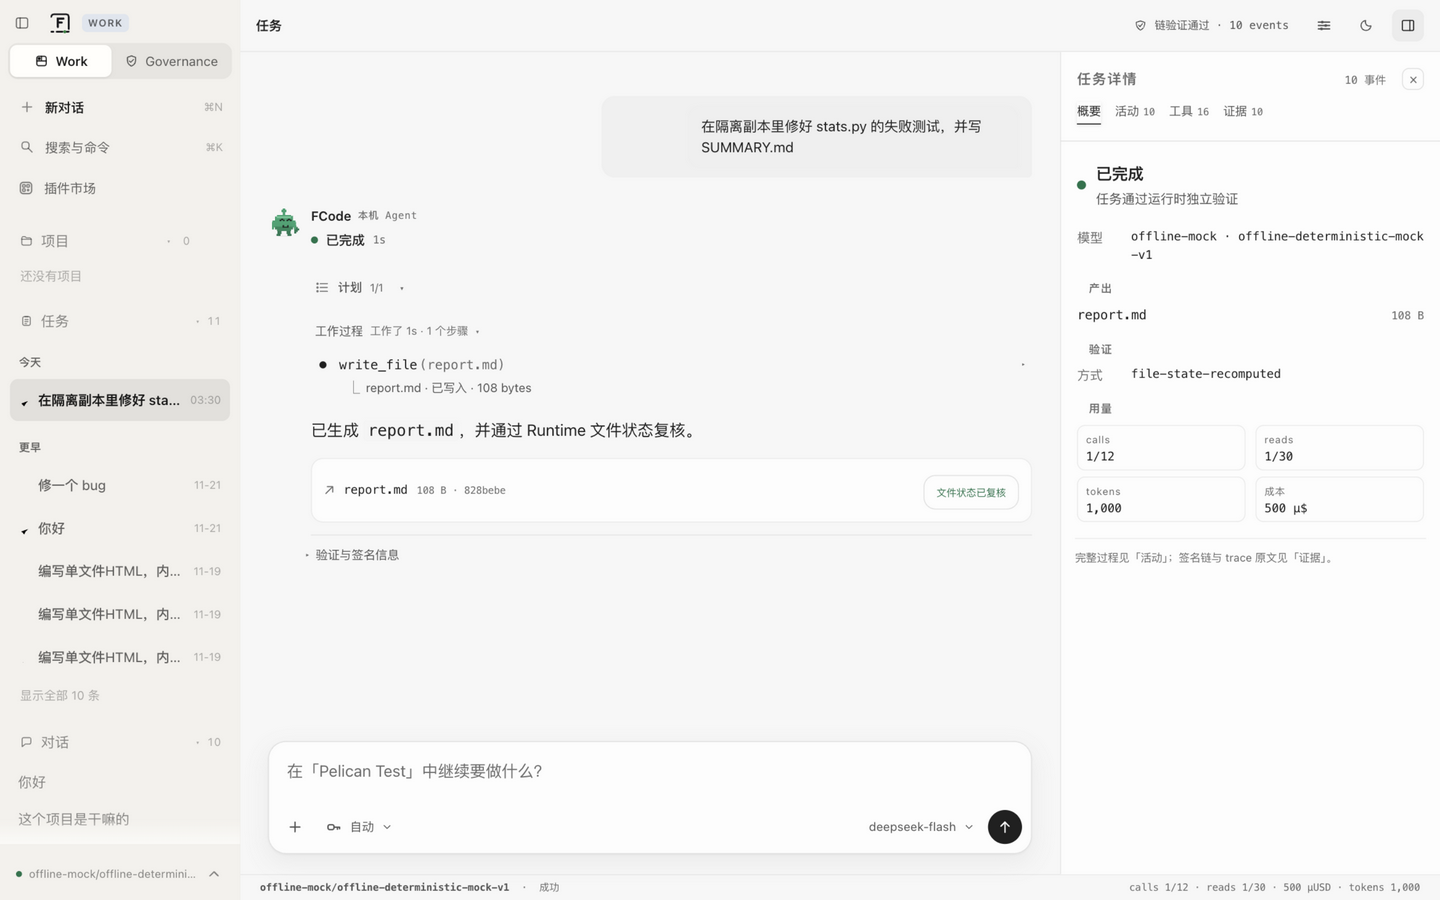 F WORK
Work
Governance
新对话 ⌘N
搜索与命令 ⌘K
插件市场
项目 · 0
还没有项目
任务 · 11
今天
在隔离副本里修好 sta... 03:30
更早
修一个 bug 11-21
你好 11-21
编写单文件HTML，内... 11-19
编写单文件HTML，内... 11-19
编写单文件HTML，内... 11-19
显示全部 10 条
对话 · 10
你好
这个项目是干嘛的
offline-mock/offline-determini...
任务
链验证通过 · 10 events
在隔离副本里修好 stats.py 的失败测试，并写
SUMMARY.md
FCode 本机 Agent
已完成 1s
计划 1/1
工作过程 工作了 1s · 1 个步骤
write_file(report.md)
report.md · 已写入 · 108 bytes
已生成 report.md ，并通过 Runtime 文件状态复核。
report.md 108 B · 828bebe
文件状态已复核
验证与签名信息
在「Pelican Test」中继续要做什么?
自动
deepseek-flash
offline-mock/offline-deterministic-mock-v1 · 成功
calls 1/12 · reads 1/30 · 500 μUSD · tokens 1,000
任务详情
10 事件
概要 活动 10 工具 16 证据 10
已完成
任务通过运行时独立验证
模型 offline-mock · offline-deterministic-mock
-v1
产出
report.md 108 B
验证
方式 file-state-recomputed
用量
calls
1/12
reads
1/30
tokens
1,000
成本
500 μ$
完整过程见「活动」；签名链与 trace 原文见「证据」。